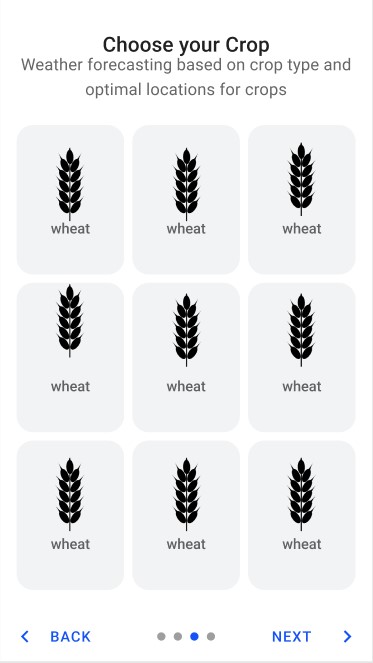 Choose your Crop
Weather forecasting based on crop type and
optimal locations for crops
wheat
wheat
wheat
wheat
wheat
wheat
wheat
wheat
wheat
BACK
NEXT